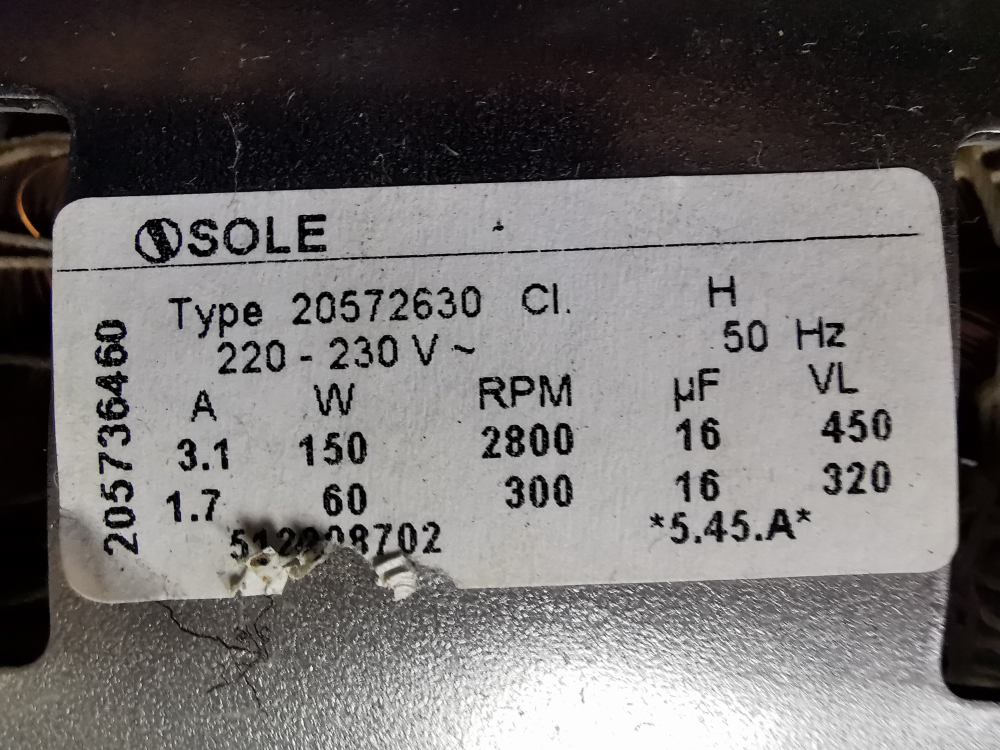 SOLE
Type 20572630 Cl. H
220 - 230 V ~ 50 Hz
A W RPM µF VL
3.1 150 2800 16 450
1.7 60 300 16 320
*5.45.A*
205736460